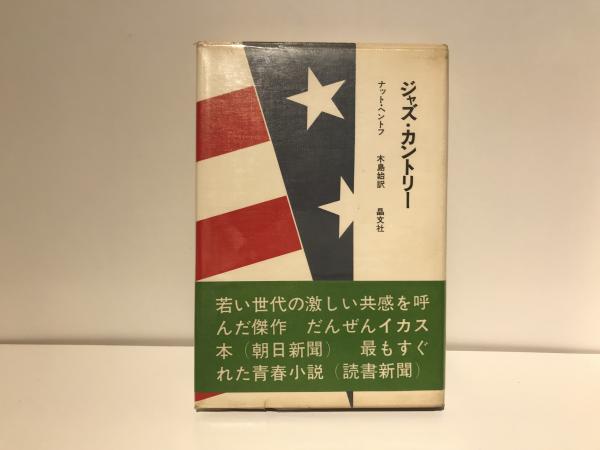 ジャズ・カントリー
ナット・ヘントフ　木島始訳　晶文社
若い世代の激しい共感を呼
んだ傑作　だんぜんイカス
本（朝日新聞）　最もすぐ
れた青春小説（読書新聞）